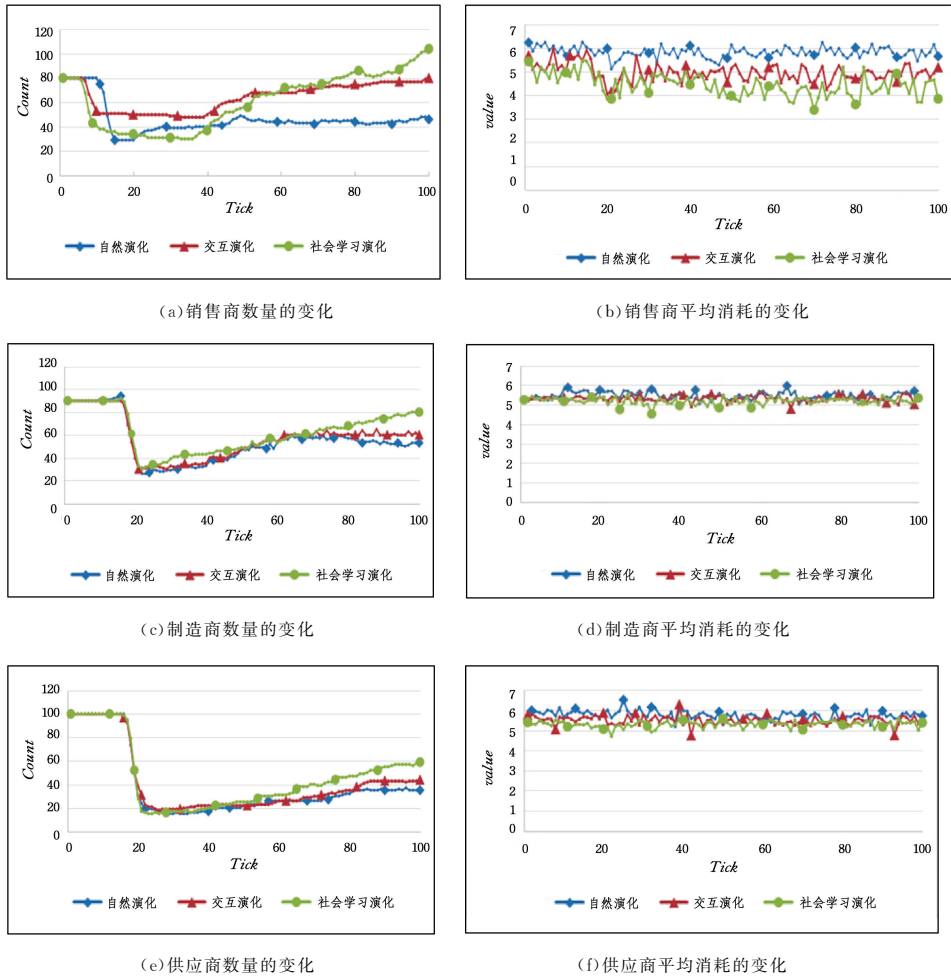 120
100
80
60
40
20
0
Count
0 20 40 60 80 100
Tick
自然演化 交互演化 社会学习演化
(a)销售商数量的变化
7
6
5
4
3
2
1
0
value
0 20 40 60 80 100
Tick
自然演化 交互演化 社会学习演化
(b)销售商平均消耗的变化
120
100
80
60
40
20
0
Count
0 20 40 60 80 100
Tick
自然演化 交互演化 社会学习演化
(c)制造商数量的变化
7
6
5
4
3
2
1
0
value
0 20 40 60 80 100
Tick
自然演化 交互演化 社会学习演化
(d)制造商平均消耗的变化
120
100
80
60
40
20
0
Count
0 20 40 60 80 100
Tick
自然演化 交互演化 社会学习演化
(e)供应商数量的变化
7
6
5
4
3
2
1
0
value
0 20 40 60 80 100
Tick
自然演化 交互演化 社会学习演化
(f)供应商平均消耗的变化